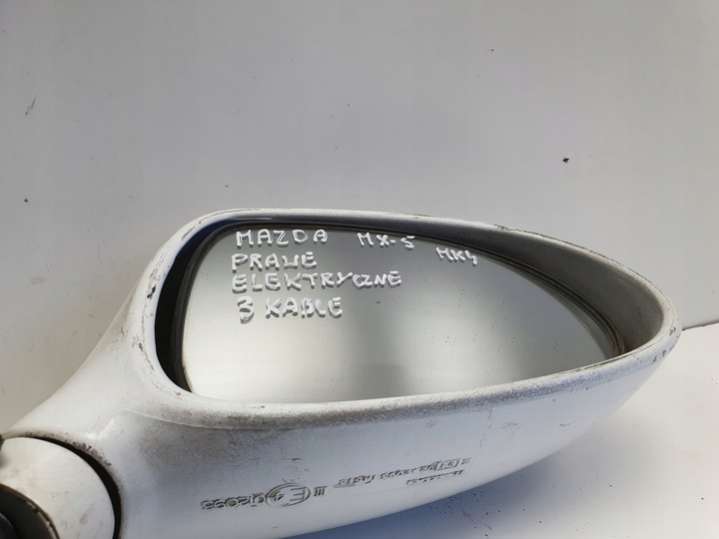 MAZDA MX-5 MK4
PRAWE
ELEKTRYCZNE
3 KABLE